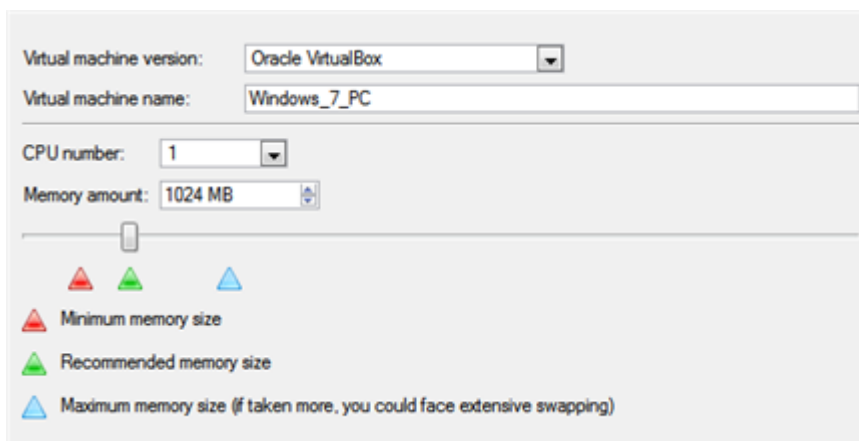 Virtual machine version: Oracle VirtualBox
Virtual machine name: Windows_7_PC
CPU number: 1
Memory amount: 1024 MB
Minimum memory size
Recommended memory size
Maximum memory size (if taken more, you could face extensive swapping)